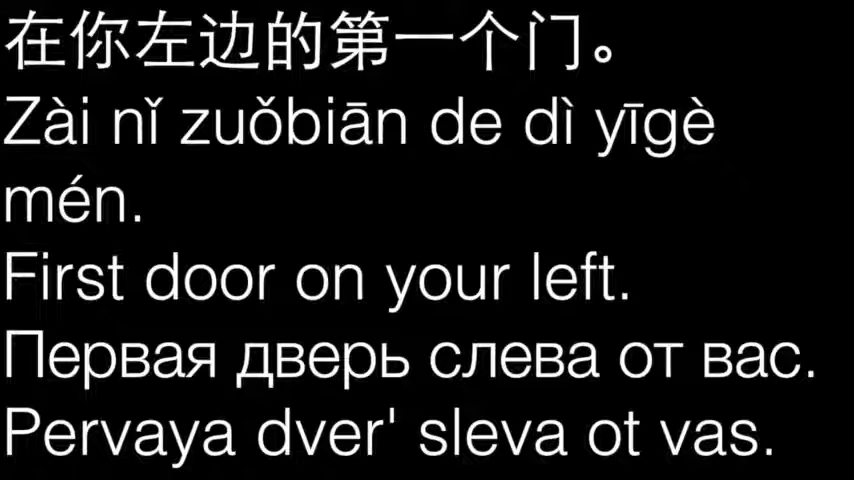 在你左边的第一个门。
Zài nǐ zuǒbiān de dì yīgè
mén.
First door on your left.
Первая дверь слева от вас.
Pervaya dver' sleva ot vas.